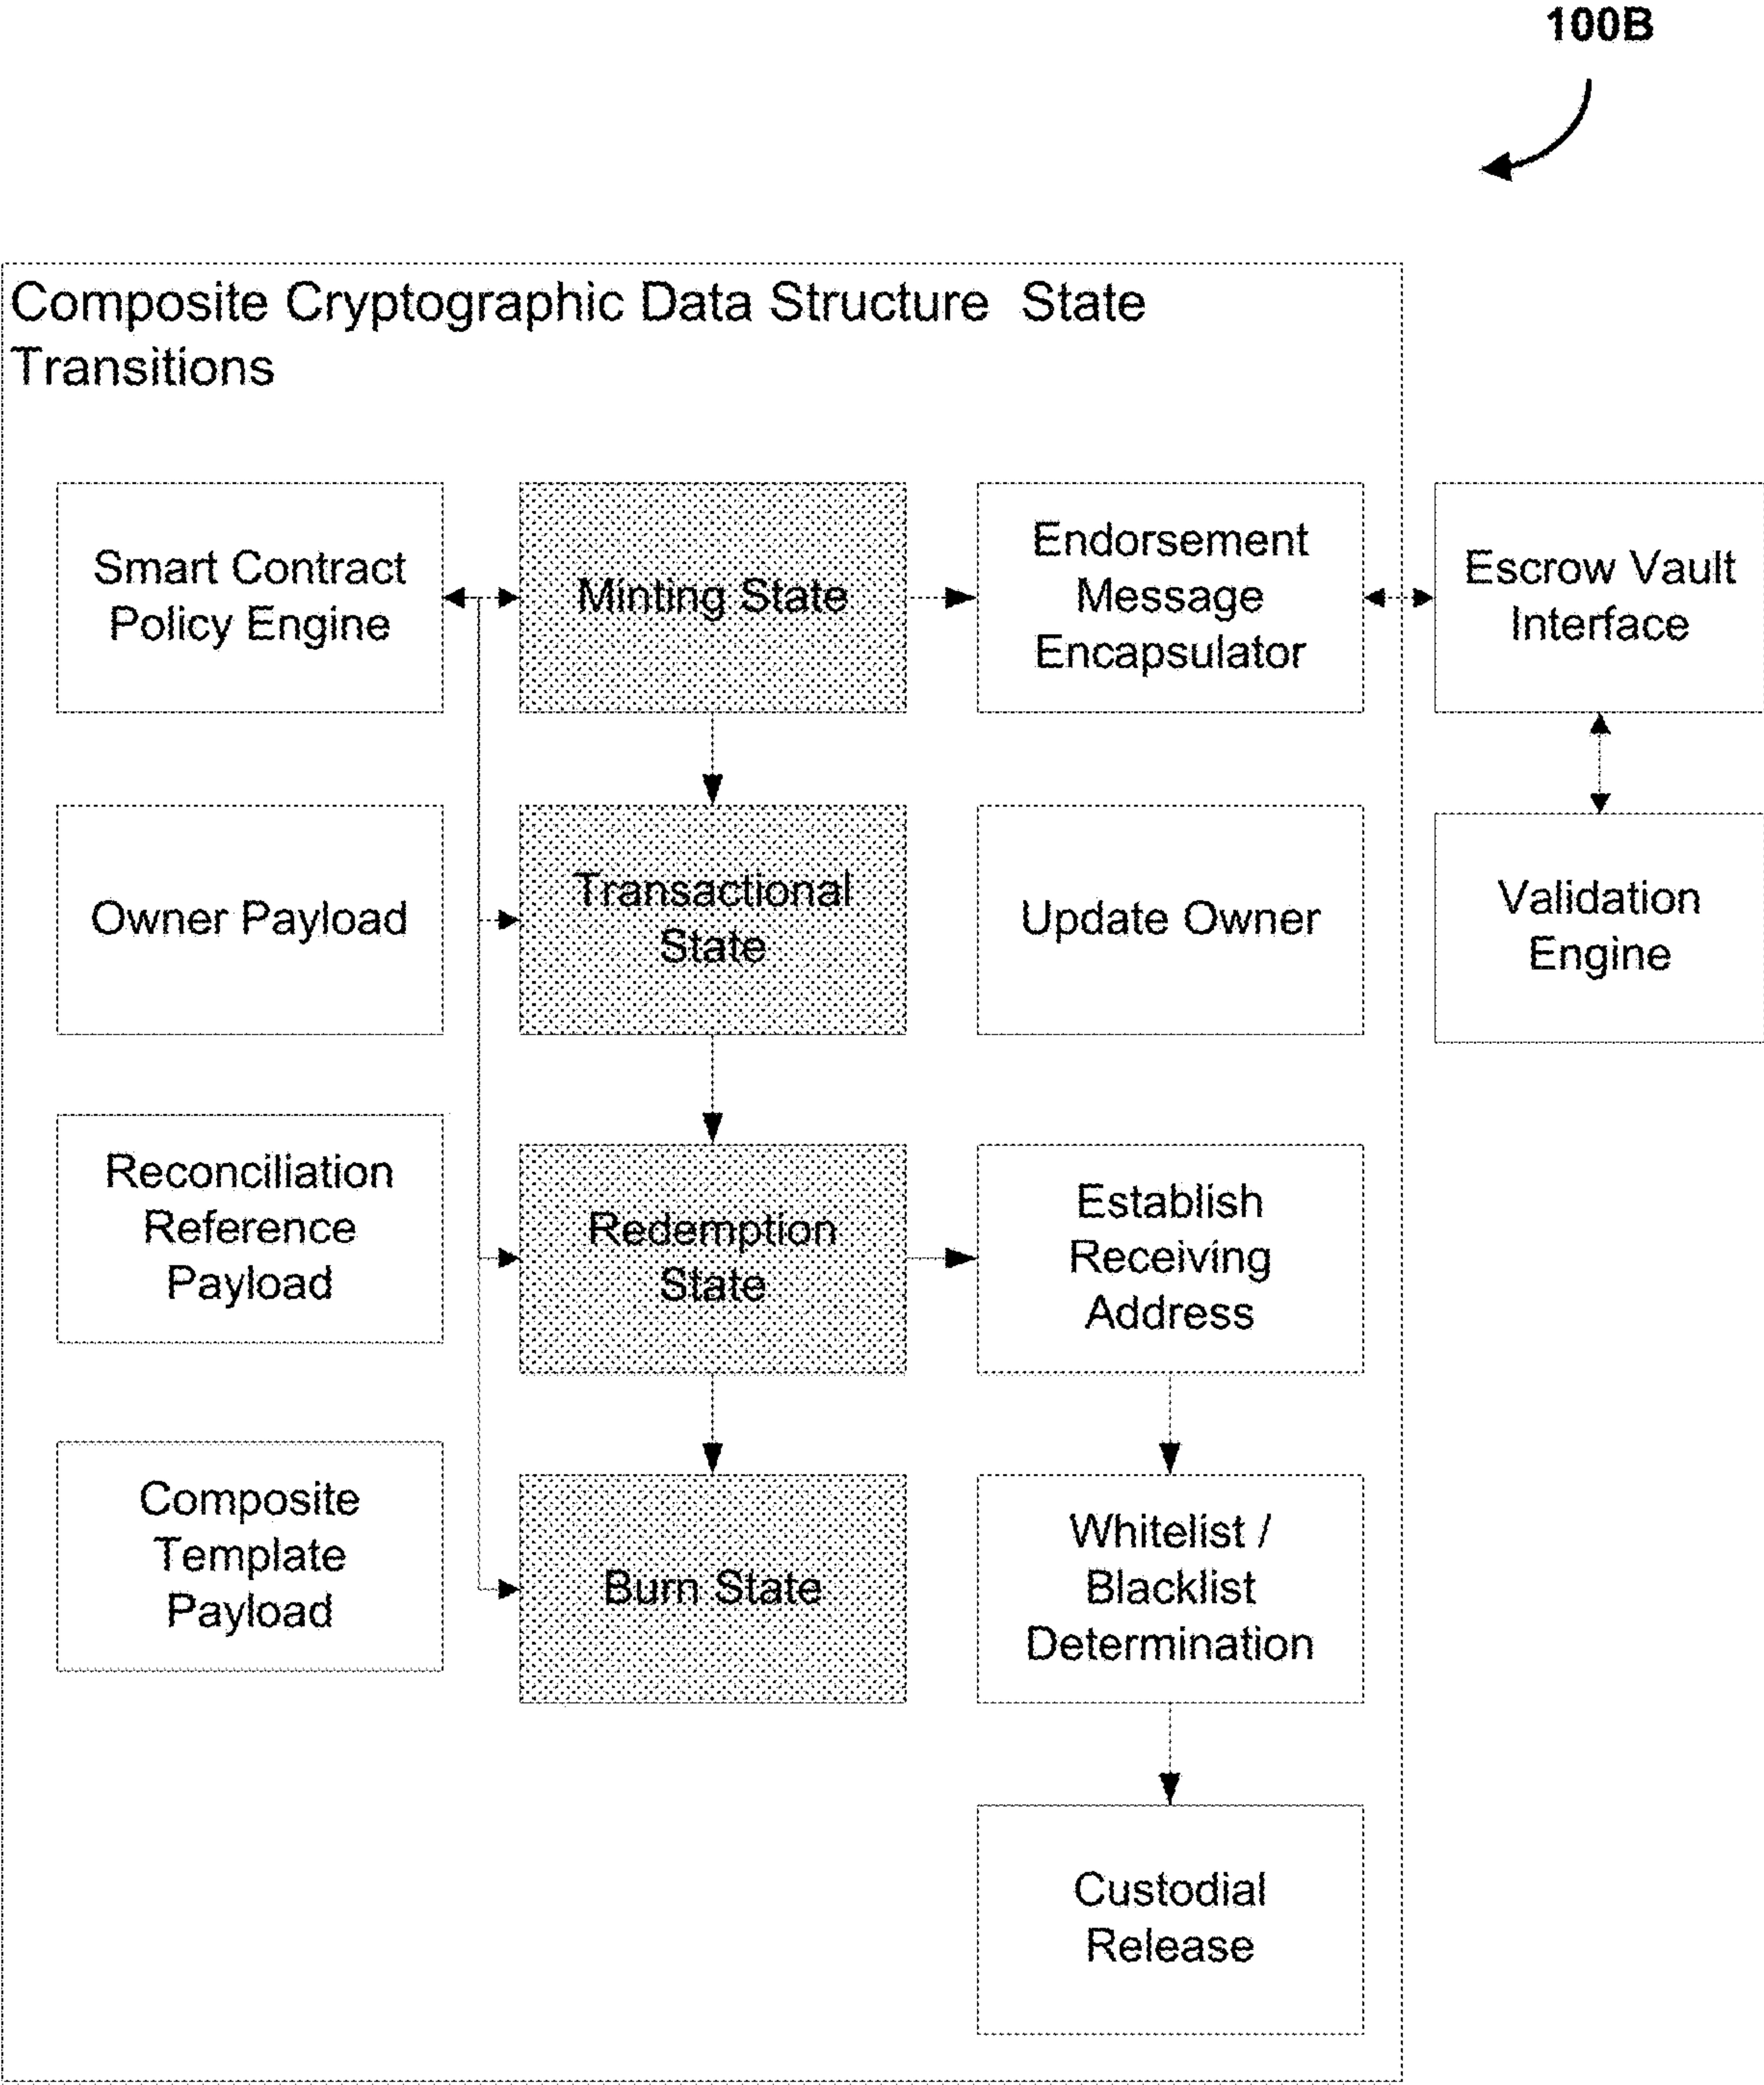 100B
Composite Cryptographic Data Structure State
Transitions
Smart Contract
Policy Engine
Minting State
Endorsement
Message
Encapsulator
Escrow Vault
Interface
Owner Payload
Transactional
State
Update Owner
Validation
Engine
Reconciliation
Reference
Payload
Redemption
State
Establish
Receiving
Address
Composite
Template
Payload
Burn State
Whitelist /
Blacklist
Determination
Custodial
Release